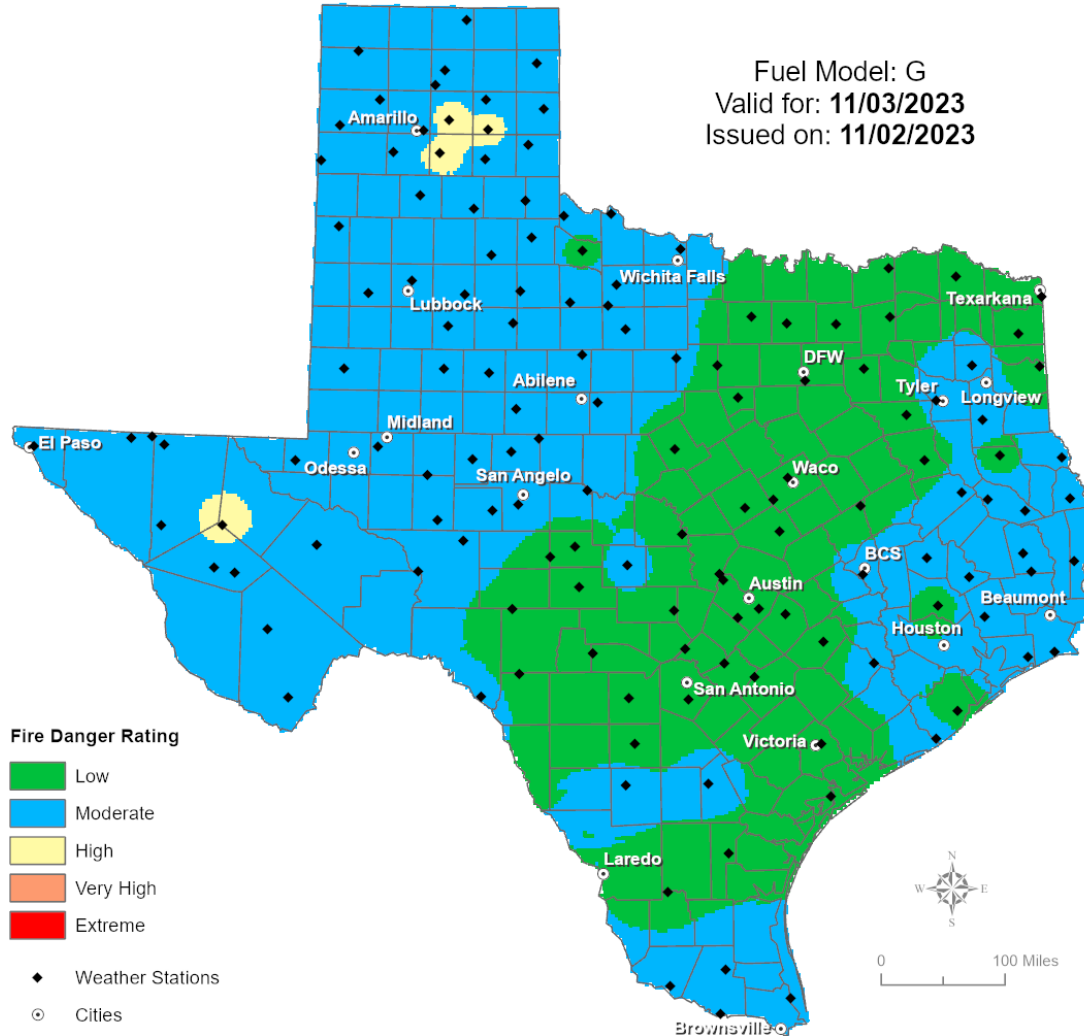 Fuel Model: G
Valid for: 11/03/2023
Issued on: 11/02/2023
Amarillo
Wichita Falls
Lubbock
Texarkana
DFW
Abilene
Tyler
Longview
Midland
El Paso
Odessa
San Angelo
Waco
BCS
Austin
Beaumont
Houston
San Antonio
Victoria
Laredo
Brownsville
Fire Danger Rating
Low
Moderate
High
Very High
Extreme
Weather Stations
Cities
N
W E
S
0 100 Miles